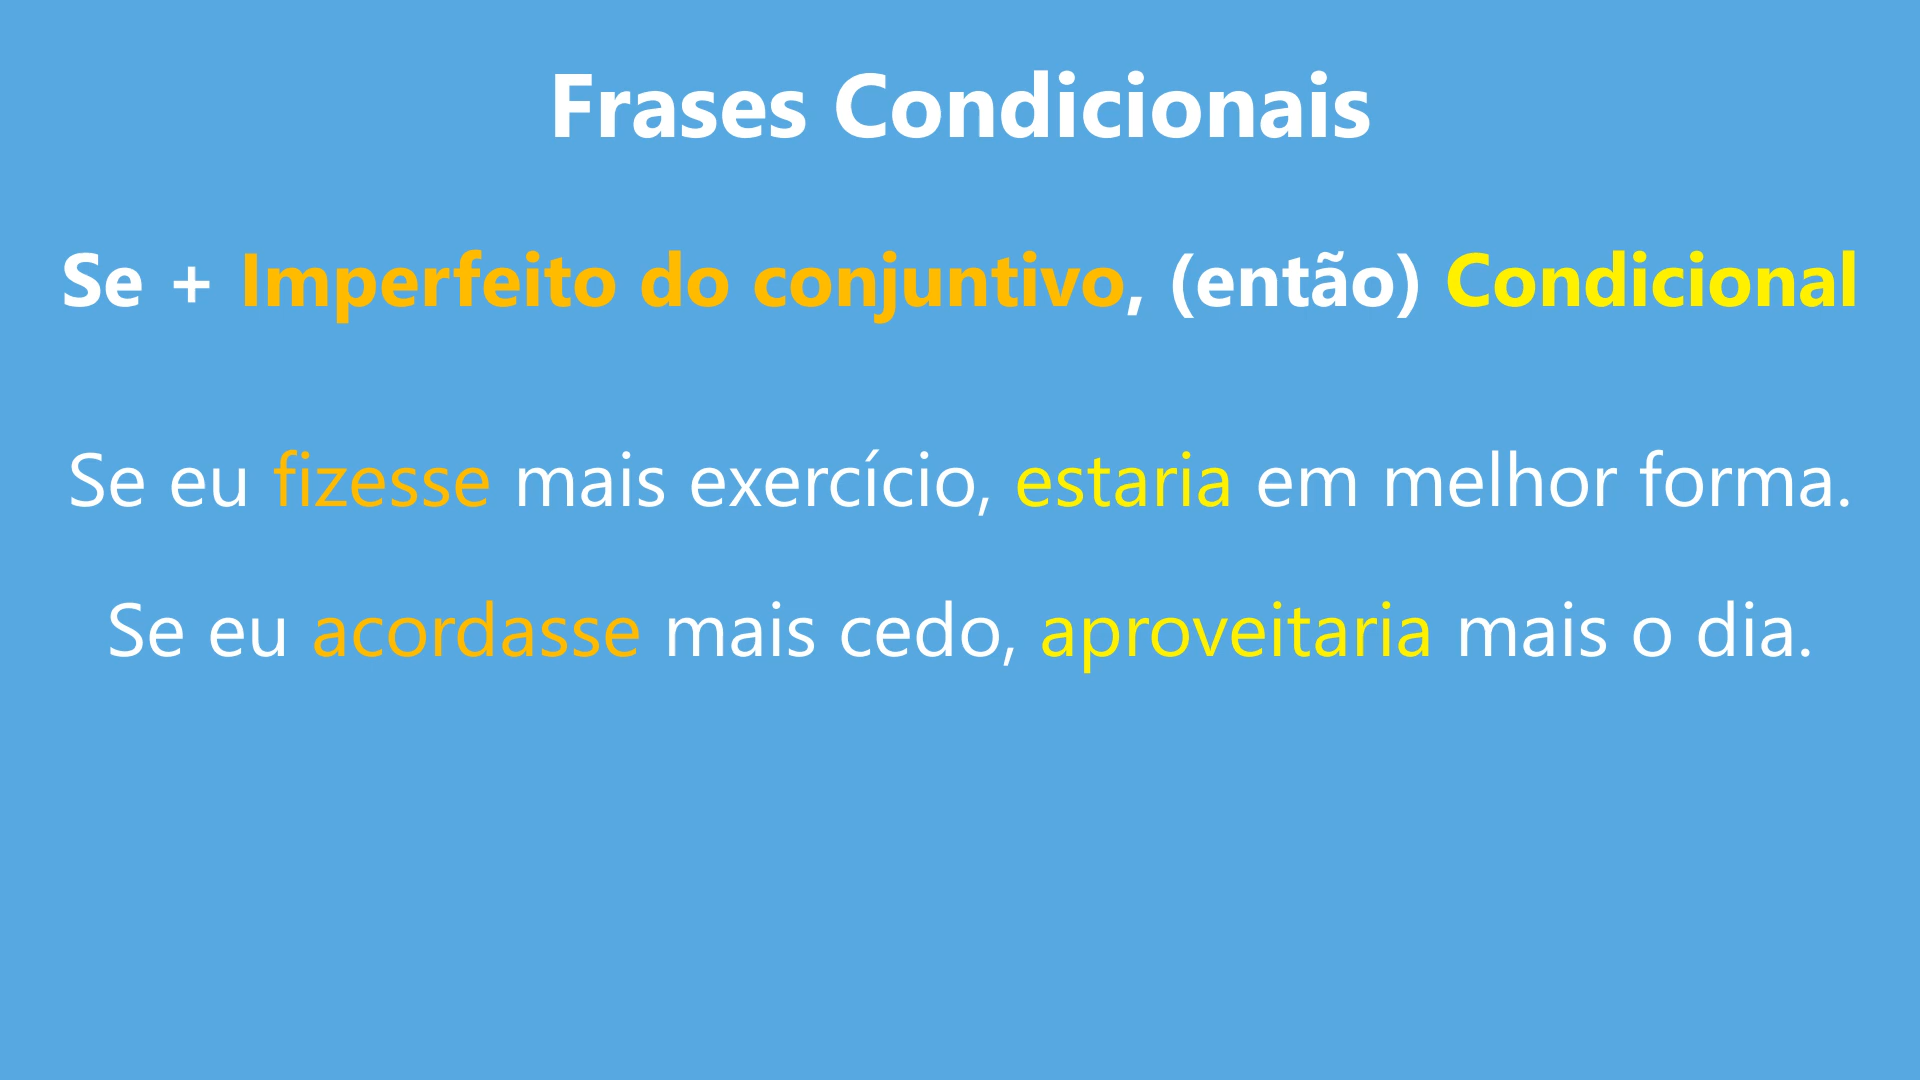 Frases Condicionais
Se + Imperfeito do conjuntivo, (então) Condicional
Se eu fizesse mais exercício, estaria em melhor forma.
Se eu acordasse mais cedo, aproveitaria mais o dia.